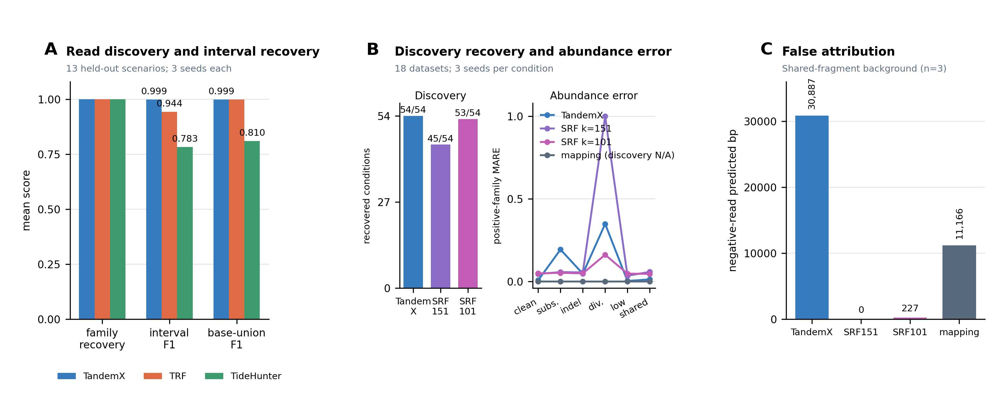 A Read discovery and interval recovery
13 held-out scenarios; 3 seeds each
mean score
1.00
0.75
0.50
0.25
0.00
0.999
0.944
0.783
0.999
0.810
family
recovery
interval
F1
base-union
F1
TandemX
TRF
TideHunter
B Discovery recovery and abundance error
18 datasets; 3 seeds per condition
Discovery
recovered conditions
54
27
0
54/54
45/54
53/54
Tandem
X
SRF
151
SRF
101
Abundance error
positive-family MARE
1.0
0.5
0.0
TandemX
SRF k=151
SRF k=101
mapping (discovery N/A)
clean
subs.
indel
div.
low
shared
C False attribution
Shared-fragment background (n=3)
negative-read predicted bp
30000
20000
10000
0
30,887
0
227
11,166
TandemX
SRF151
SRF101
mapping